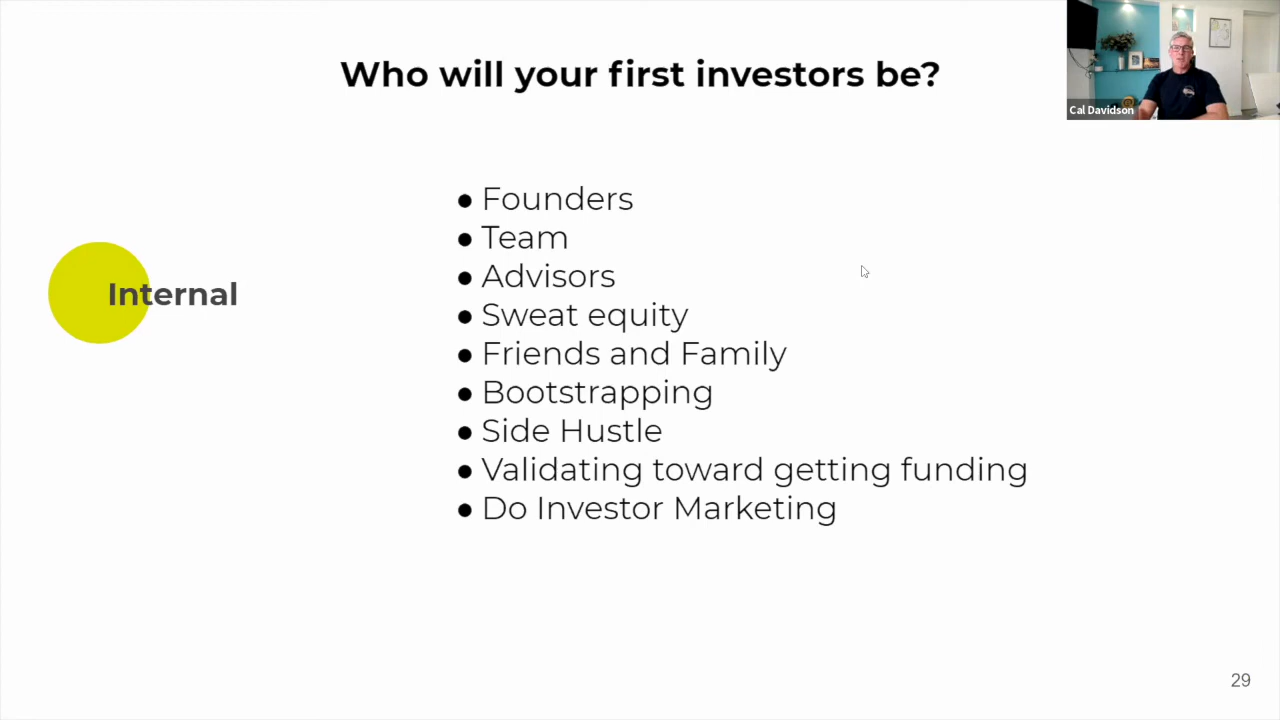 Who will your first investors be?
Cal Davidson
Internal
● Founders
● Team
● Advisors
● Sweat equity
● Friends and Family
● Bootstrapping
● Side Hustle
● Validating toward getting funding
● Do Investor Marketing
29